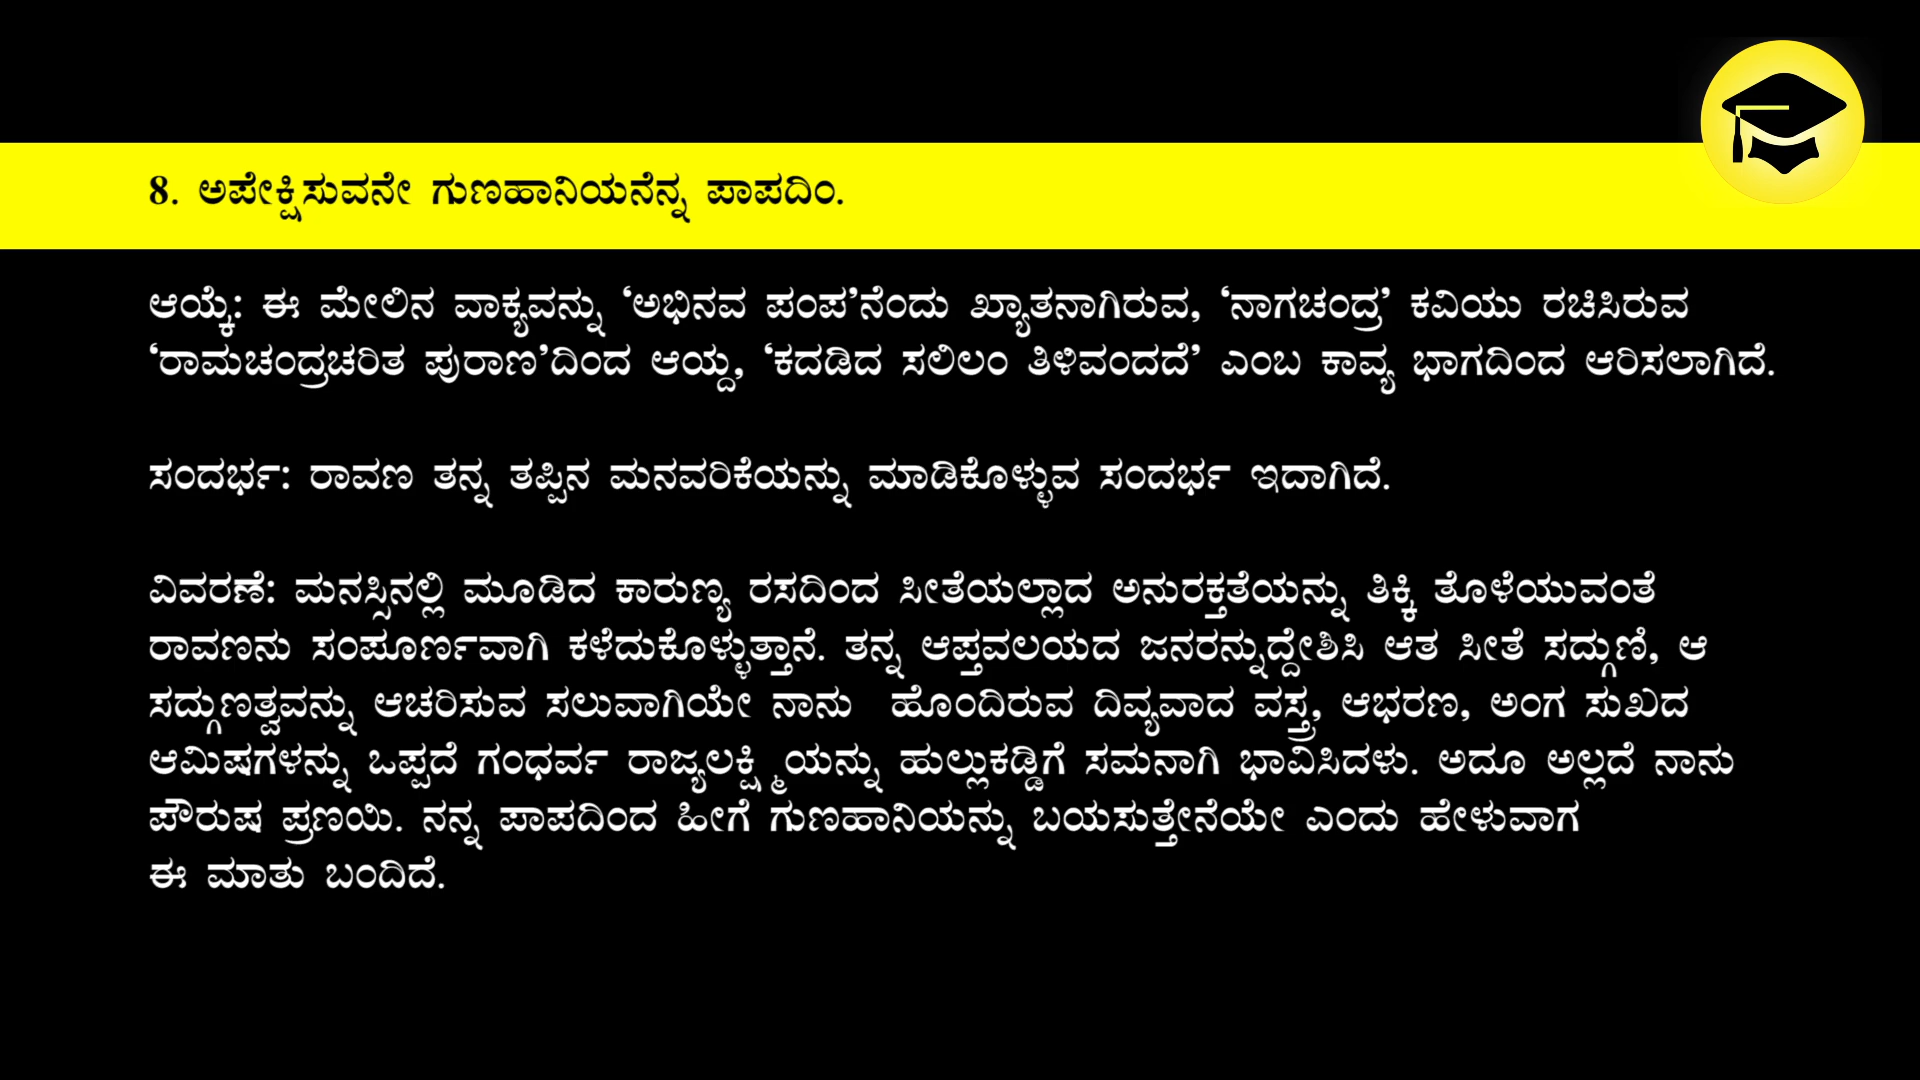 8. ಅಪೇಕ್ಷಿಸುವನೇ ಗುಣಹಾನಿಯನೆನ್ನ ಪಾಪದಿಂ.
ಆಯ್ಕೆ: ಈ ಮೇಲಿನ ವಾಕ್ಯವನ್ನು ‘ಅಭಿನವ ಪಂಪ’ನೆಂದು ಖ್ಯಾತನಾಗಿರುವ, ‘ನಾಗಚಂದ್ರ’ ಕವಿಯು ರಚಿಸಿರುವ
‘ರಾಮಚಂದ್ರಚರಿತ ಪುರಾಣ’ದಿಂದ ಆಯ್ದ, ‘ಕದಡಿದ ಸಲಿಲಂ ತಿಳಿವಂದದೆ’ ಎಂಬ ಕಾವ್ಯ ಭಾಗದಿಂದ ಆರಿಸಲಾಗಿದೆ.
ಸಂದರ್ಭ: ರಾವಣ ತನ್ನ ತಪ್ಪಿನ ಮನವರಿಕೆಯನ್ನು ಮಾಡಿಕೊಳ್ಳುವ ಸಂದರ್ಭ ಇದಾಗಿದೆ.
ವಿವರಣೆ: ಮನಸ್ಸಿನಲ್ಲಿ ಮೂಡಿದ ಕಾರುಣ್ಯ ರಸದಿಂದ ಸೀತೆಯಲ್ಲಾದ ಅನುರಕ್ತತೆಯನ್ನು ತಿಕ್ಕಿ ತೊಳೆಯುವಂತೆ
ರಾವಣನು ಸಂಪೂರ್ಣವಾಗಿ ಕಳೆದುಕೊಳ್ಳುತ್ತಾನೆ. ತನ್ನ ಆಪ್ತವಲಯದ ಜನರನ್ನುದ್ದೇಶಿಸಿ ಆತ ಸೀತೆ ಸದ್ಗುಣಿ, ಆ
ಸದ್ಗುಣತ್ವವನ್ನು ಆಚರಿಸುವ ಸಲುವಾಗಿಯೇ ನಾನು ಹೊಂದಿರುವ ದಿವ್ಯವಾದ ವಸ್ತ್ರ, ಆಭರಣ, ಅಂಗ ಸುಖದ
ಆಮಿಷಗಳನ್ನು ಒಪ್ಪದೆ ಗಂಧರ್ವ ರಾಜ್ಯಲಕ್ಷ್ಮಿಯನ್ನು ಹುಲ್ಲುಕಡ್ಡಿಗೆ ಸಮನಾಗಿ ಭಾವಿಸಿದಳು. ಅದೂ ಅಲ್ಲದೆ ನಾನು
ಪೌರುಷ ಪ್ರಣಯಿ. ನನ್ನ ಪಾಪದಿಂದ ಹೀಗೆ ಗುಣಹಾನಿಯನ್ನು ಬಯಸುತ್ತೇನೆಯೇ ಎಂದು ಹೇಳುವಾಗ
ಈ ಮಾತು ಬಂದಿದೆ.